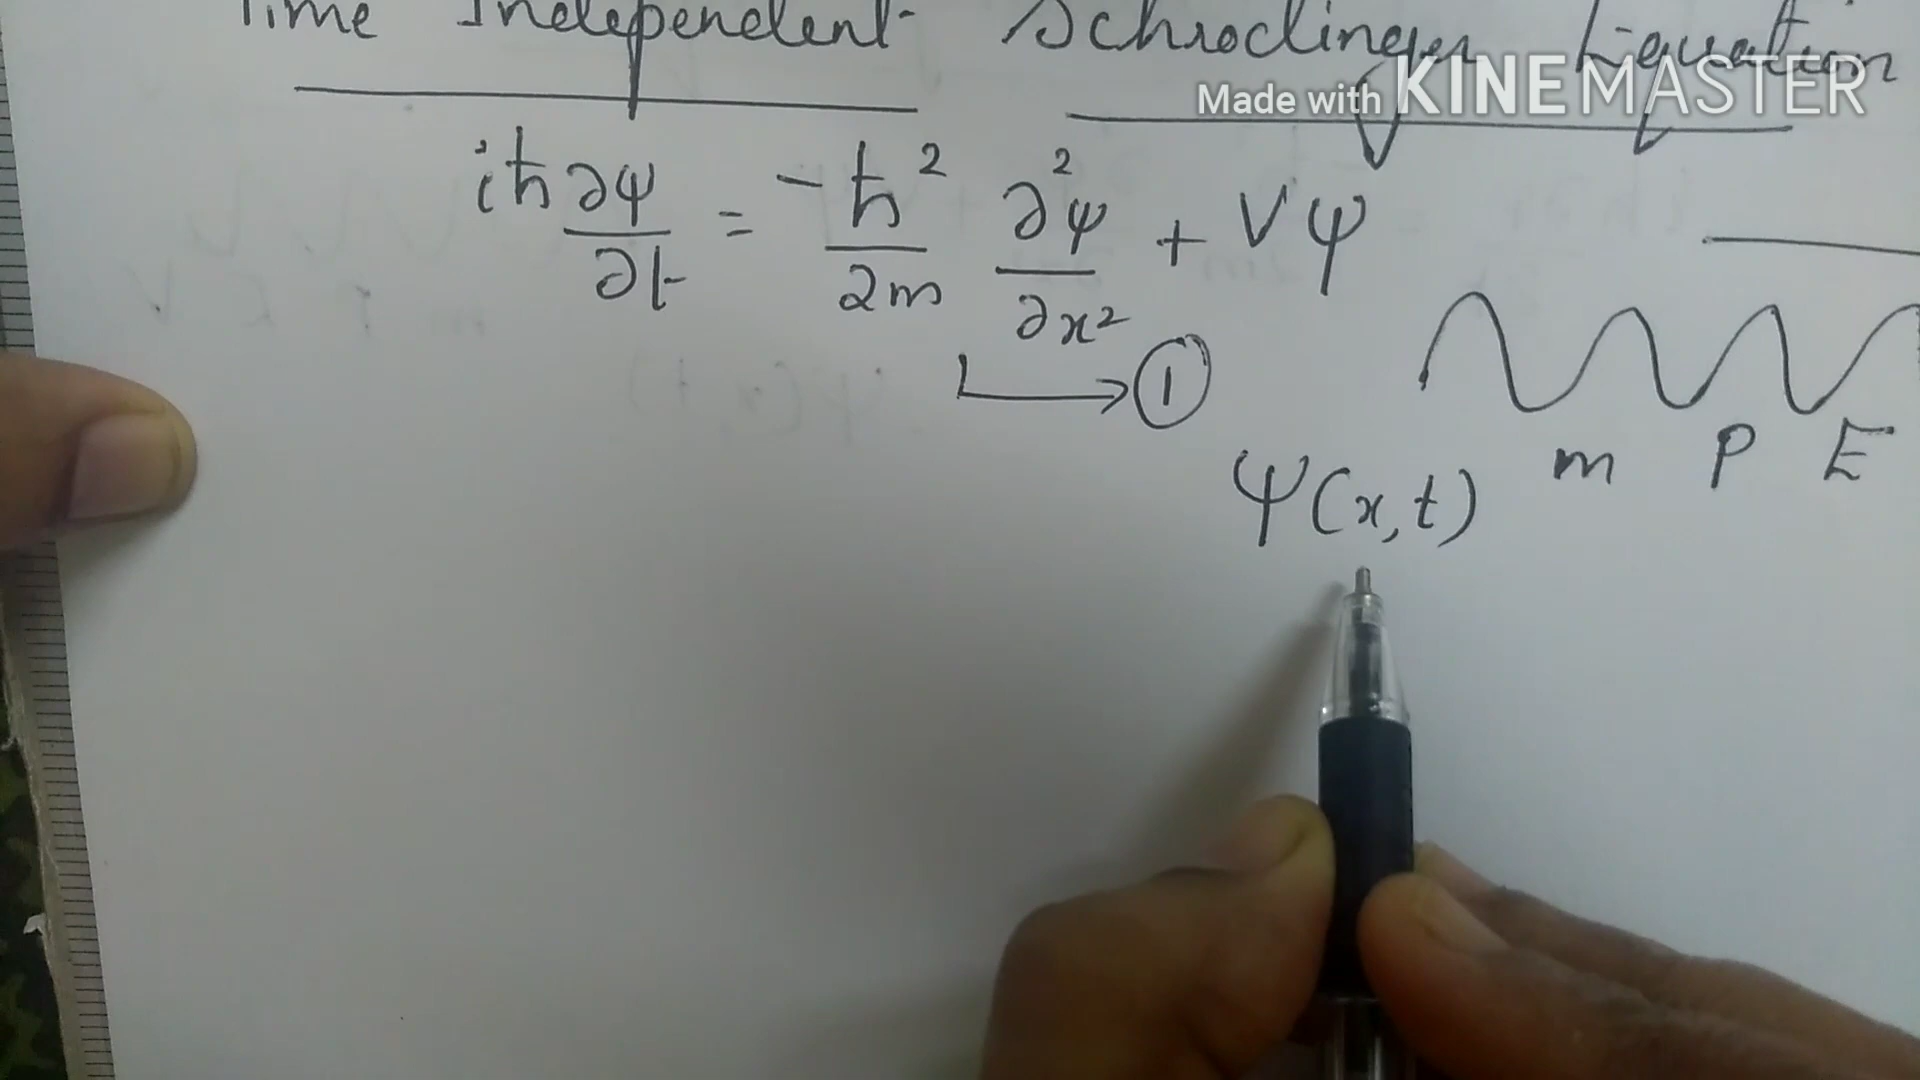 Time Independent Schrodinger Equation
Made with KINEMASTER
iħ ∂ψ/∂t = -ħ²/2m ∂²ψ/∂x² + Vψ
1
m P E
ψ(x,t)